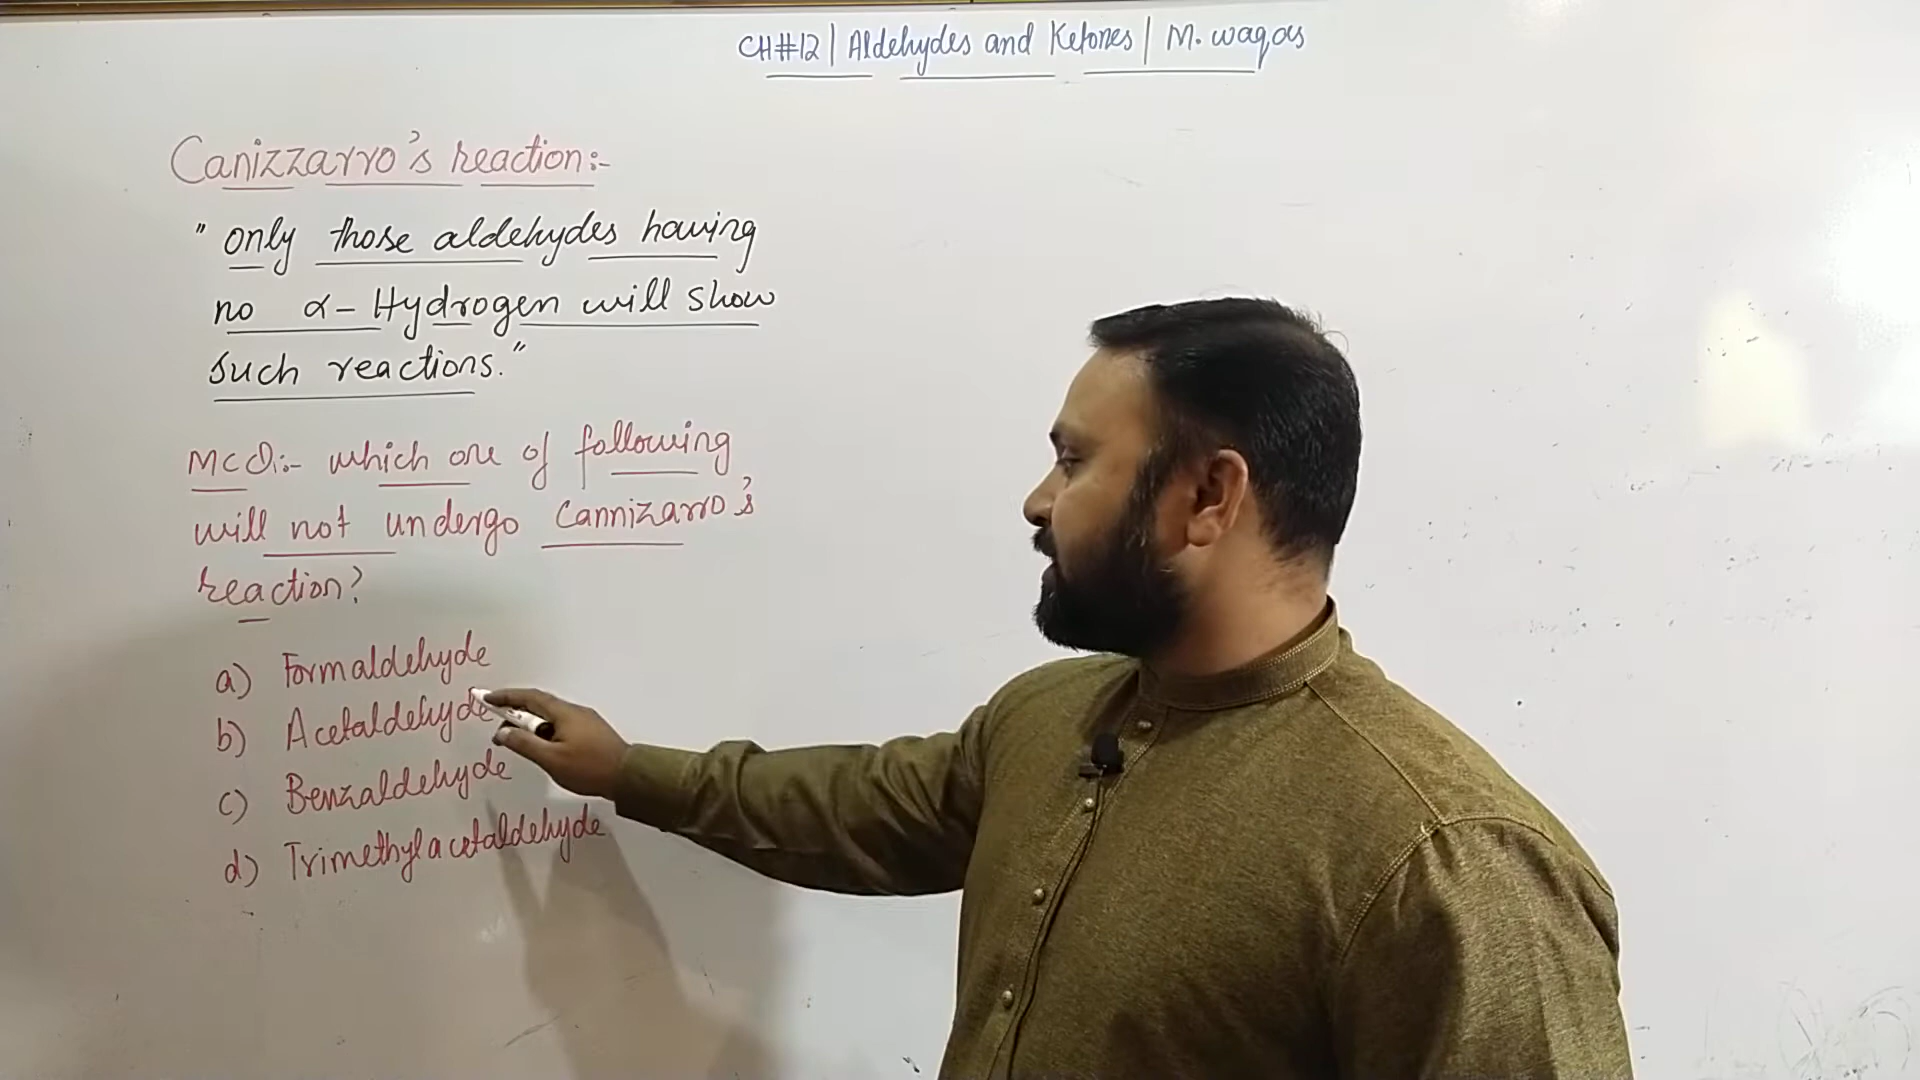 CH#12 | Aldehydes and Ketones | M. waqas
Canizzarro's reaction:-
"only those aldehydes having
no α-Hydrogen will show
such reactions."
MCQ:- which one of following
will not undergo Cannizarro's
reaction?
a) Formaldehyde
b) Acetaldehyde
c) Benzaldehyde
d) Trimethylacetaldehyde